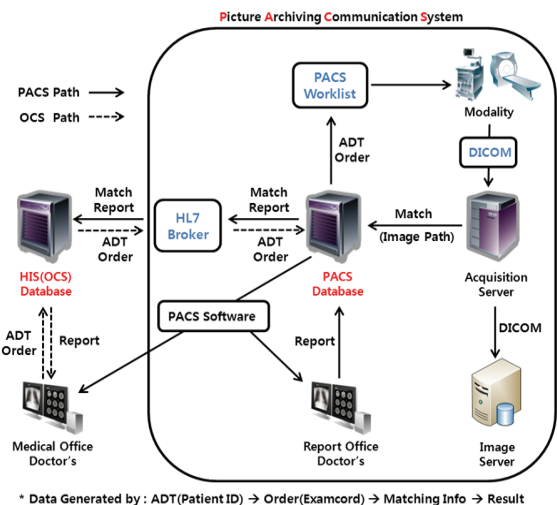 Picture Archiving Communication System
PACS Path
OCS Path
PACS
Worklist
Modality
ADT
Order
DICOM
Match
Report
HL7
Broker
Match
Report
Match
(Image Path)
ADT
Order
ADT
Order
HIS(OCS)
Database
PACS
Database
Acquisition
Server
PACS Software
ADT
Order
Report
Report
DICOM
Medical Office
Doctor's
Report Office
Doctor's
Image
Server
* Data Generated by : ADT(Patient ID) → Order(Examcord) → Matching Info → Result